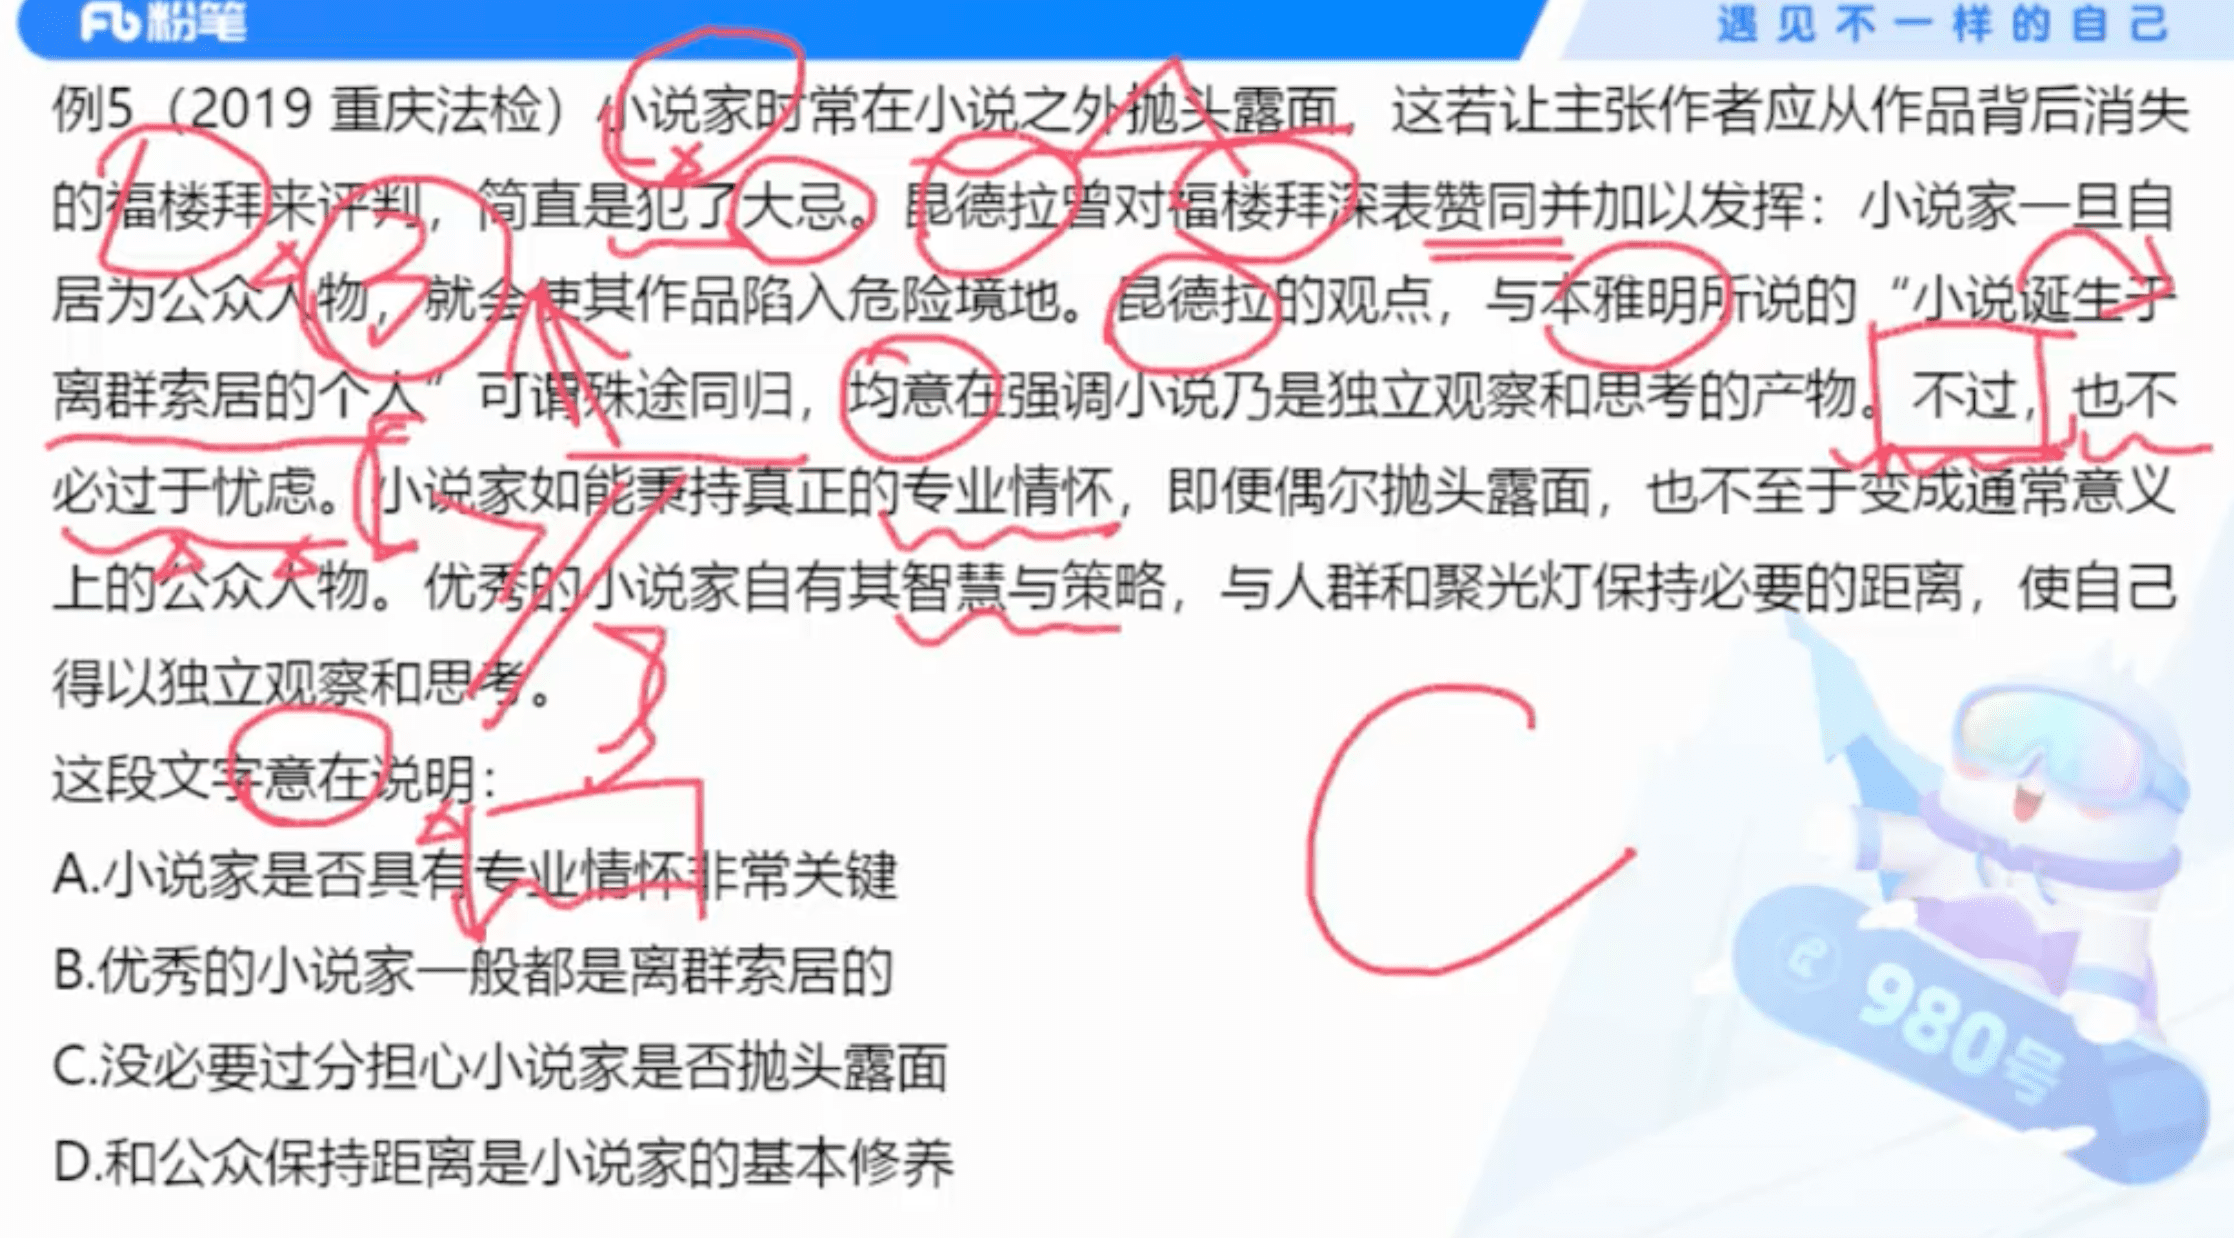 粉笔
遇见不一样的自己
例5（2019 重庆法检）小说家时常在小说之外抛头露面，这若让主张作者应从作品背后消失
的福楼拜来评判，简直是犯了大忌。昆德拉曾对福楼拜深表赞同并加以发挥：小说家一旦自
居为公众人物，就会使其作品陷入危险境地。昆德拉的观点，与本雅明所说的“小说诞生于
离群索居的个人”可谓殊途同归，均意在强调小说乃是独立观察和思考的产物。不过，也不
必过于忧虑。小说家如能秉持真正的专业情怀，即便偶尔抛头露面，也不至于变成通常意义
上的公众人物。优秀的小说家自有其智慧与策略，与人群和聚光灯保持必要的距离，使自己
得以独立观察和思考。
这段文字意在说明：
A.小说家是否具有专业情怀非常关键
B.优秀的小说家一般都是离群索居的
C.没必要过分担心小说家是否抛头露面
D.和公众保持距离是小说家的基本修养
3
C
980号